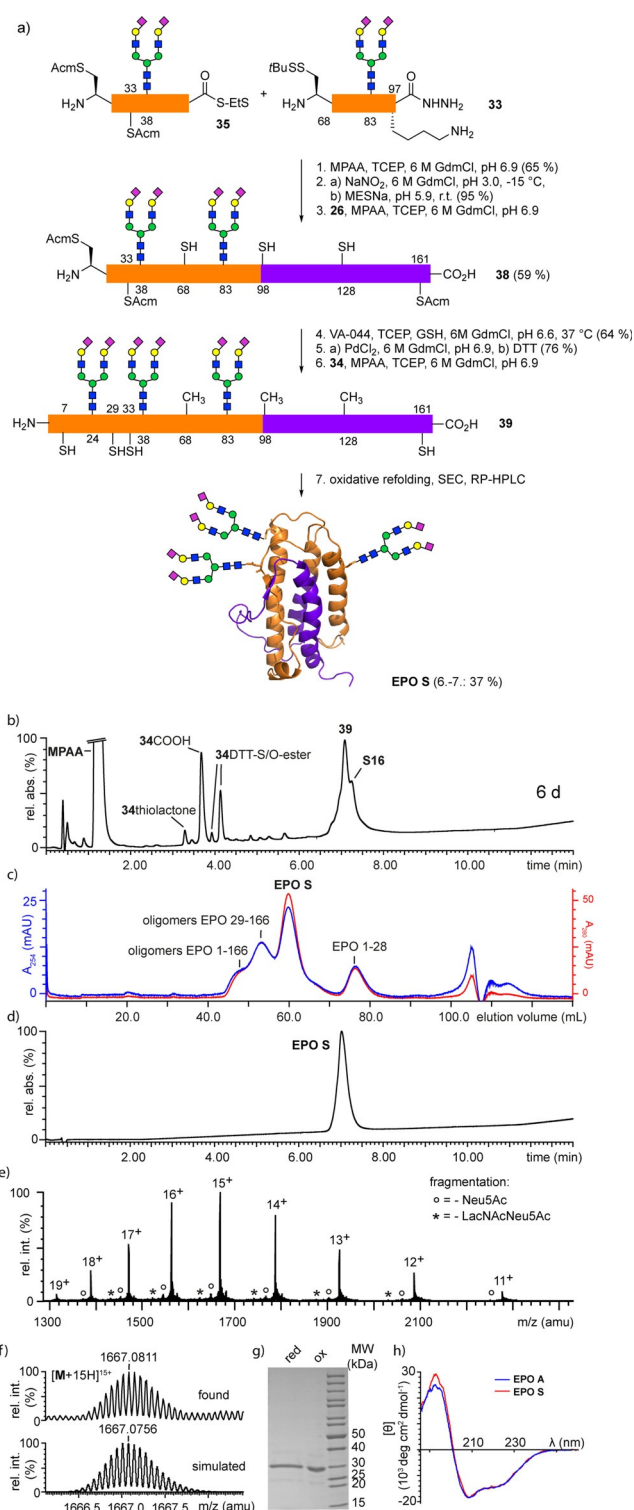 a)
AcmS
33
O
H2N
S-EtS
38
SAcm
35
+
tBuSS
97
O
H2N
NHNH2
68
83
NH2
33
1. MPAA, TCEP, 6 M GdmCl, pH 6.9 (65 %)
2. a) NaNO2, 6 M GdmCl, pH 3.0, -15 °C,
b) MESNa, pH 5.9, r.t. (95 %)
3. 26, MPAA, TCEP, 6 M GdmCl, pH 6.9
AcmS
33
SH
SH
SH
161
H2N
CO2H
38 (59 %)
38
68
83
98
128
SAcm
SAcm
4. VA-044, TCEP, GSH, 6M GdmCl, pH 6.6, 37 °C (64 %)
5. a) PdCl2, 6 M GdmCl, pH 6.9, b) DTT (76 %)
6. 34, MPAA, TCEP, 6 M GdmCl, pH 6.9
7
29 33
CH3
CH3
CH3
161
H2N
CO2H
39
24
38
68
83
98
128
SH
SHSH
SH
7. oxidative refolding, SEC, RP-HPLC
EPO S (6.-7.: 37 %)
b)
rel. abs. (%)
100
50
0
MPAA
34thiolactone
34COOH
34DTT-S/O-ester
39
S16
6 d
2.00 4.00 6.00 8.00 10.00
time (min)
c)
A254 (mAU)
25
0
oligomers EPO 1-166
oligomers EPO 29-166
EPO S
EPO 1-28
50
0
A280 (mAU)
20.0 40.0 60.0 80.0 100.0
elution volume (mL)
d)
rel. abs. (%)
100
50
0
EPO S
2.00 4.00 6.00 8.00 10.00
time (min)
e)
rel. int. (%)
100
50
0
fragmentation:
o = - Neu5Ac
* = - LacNAcNeu5Ac
19+ 18+ 17+ 16+ 15+ 14+ 13+ 12+ 11+
1300 1500 1700 1900 2100
m/z (amu)
f)
1667.0811
[M+15H]15+
rel. int. (%)
100
50
0
found
1667.0756
rel. int. (%)
100
50
0
simulated
1666.5 1667.0 1667.5 m/z (amu)
g)
red ox
MW
(kDa)
50
40
30
25
20
15
h)
[θ]
(10³ deg cm² dmol⁻¹)
30
0
-20
EPO A
EPO S
210 230 λ (nm)